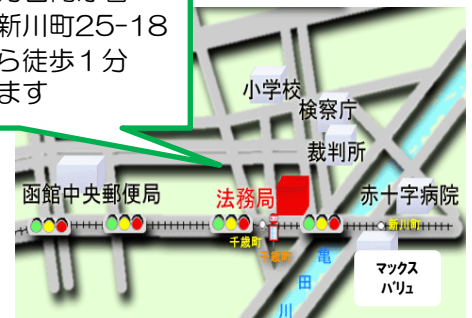 新川町25-18
ら徒歩１分
ます
小学校
検察庁
裁判所
函館中央郵便局
法務局
赤十字病院
千歳町
千歳町
新川町
亀田川
マックス
バリュ